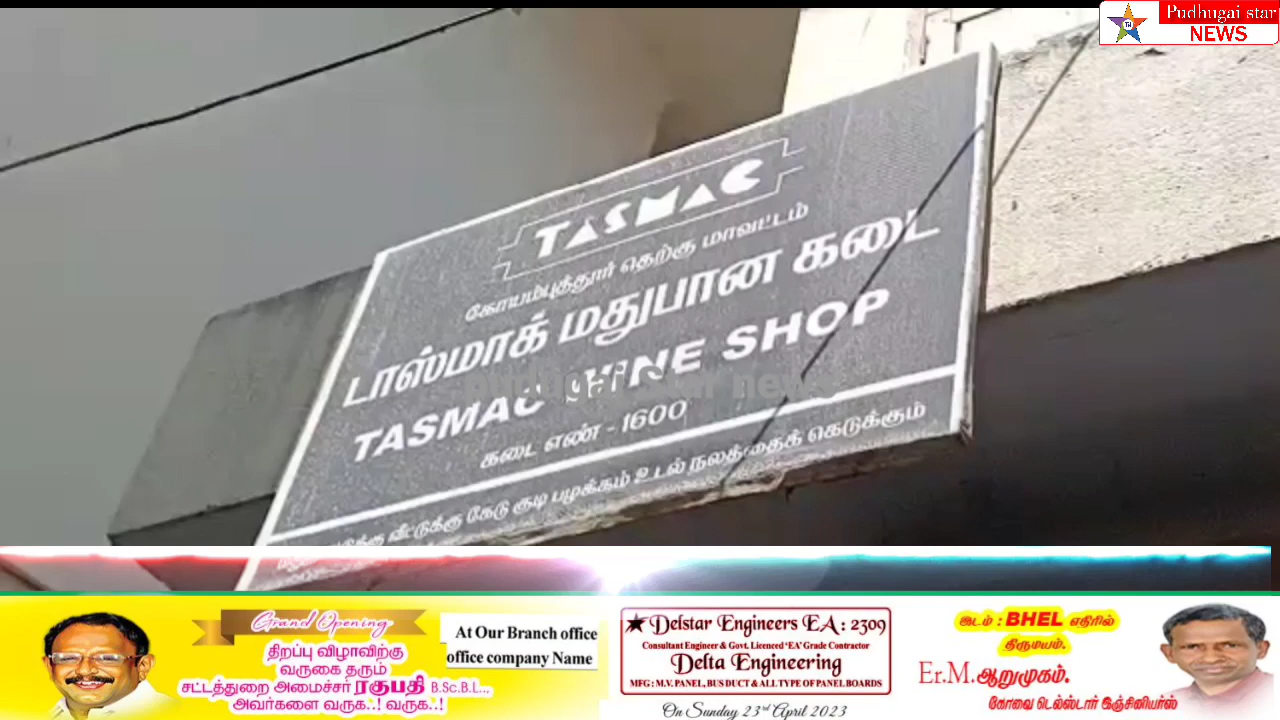 Pudhugai star
NEWS
TASMAC
கோயம்புத்தூர் தெற்கு மாவட்டம்
டாஸ்மாக் மதுபான கடை
TASMAC WINE SHOP
pudhugai star news
கடை எண் - 1600
வீட்டுக்கு கேடு குடி பழக்கம் உடல் நலத்தைக் கெடுக்கும்
Grand Opening
திறப்பு விழாவிற்கு
வருகை தரும்
சட்டத்துறை அமைச்சர் ரகுபதி B.Sc.B.L..,
அவர்களை வருக..! வருக..!
At Our Branch office
office company Name
Delstar Engineers EA : 2309
Consultant Engineer & Govt. Licenced 'EA' Grade Contractor
Delta Engineering
MFG : M.V. PANEL, BUS DUCT & ALL TYPE OF PANEL BOARDS
On Sunday 23rd April 2023
இடம் : BHEL எதிரில்
திருமயம்.
Er.M.ஆறுமுகம்.
கோவை டெல்ஸ்டார் இஞ்சினியர்ஸ்